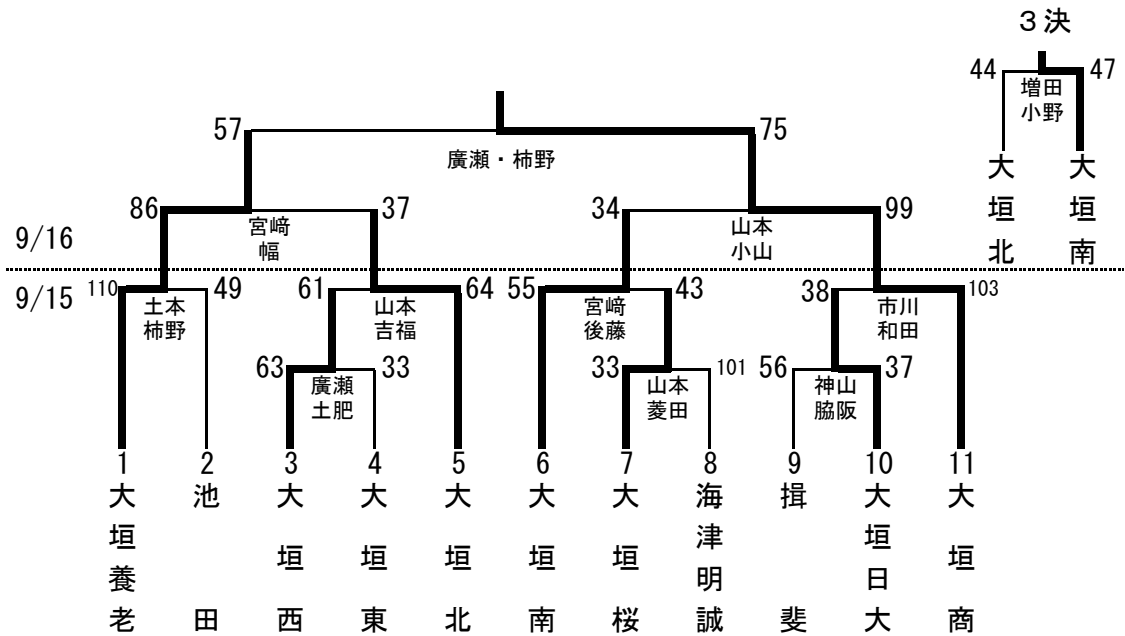 3決
44 47
増田
小野
大垣北
大垣南
57 75
廣瀬・柿野
86 37 34 99
宮﨑
幅
山本
小山
9/16
9/15
110 49 61 64 55 43 38 103
土本
柿野
山本
吉福
宮﨑
後藤
市川
和田
63 33 33 101 56 37
廣瀬
土肥
山本
菱田
神山
脇阪
1 2 3 4 5 6 7 8 9 10 11
大垣養老
池田
大垣西
大垣東
大垣北
大垣南
大垣桜
海津明誠
揖斐
大垣日大
大垣商